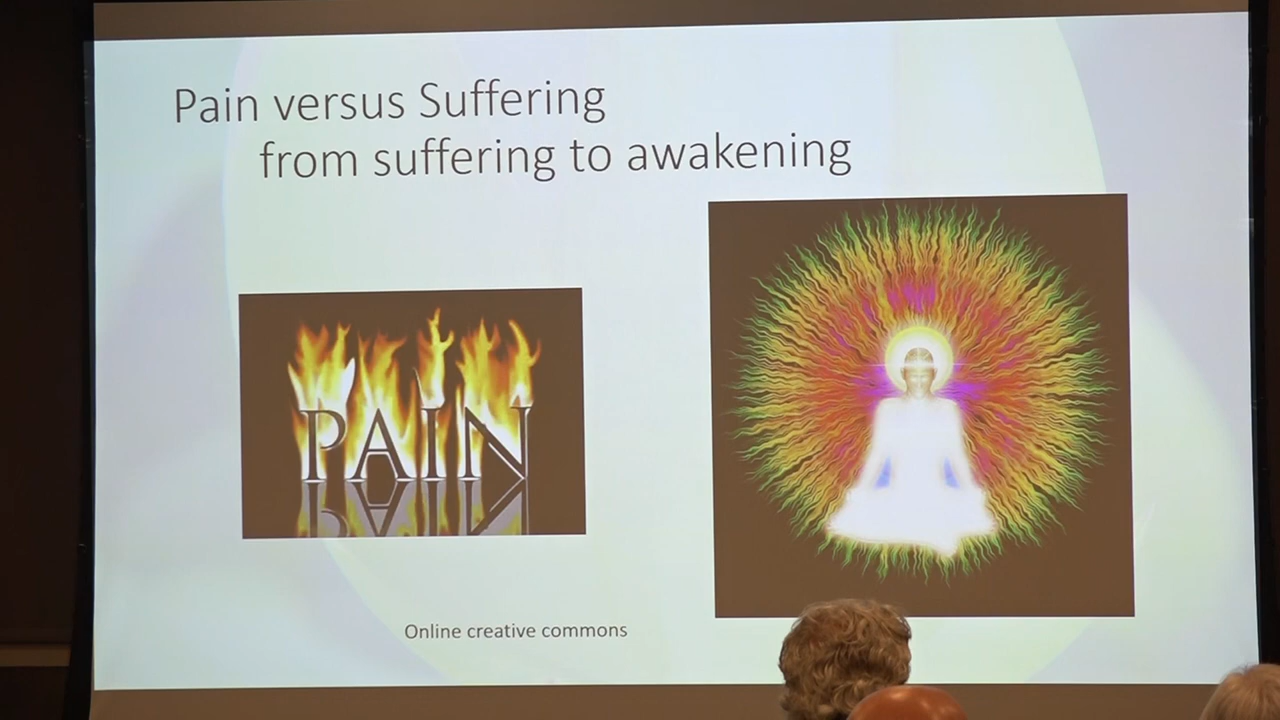 Pain versus Suffering
from suffering to awakening
PAIN
Online creative commons